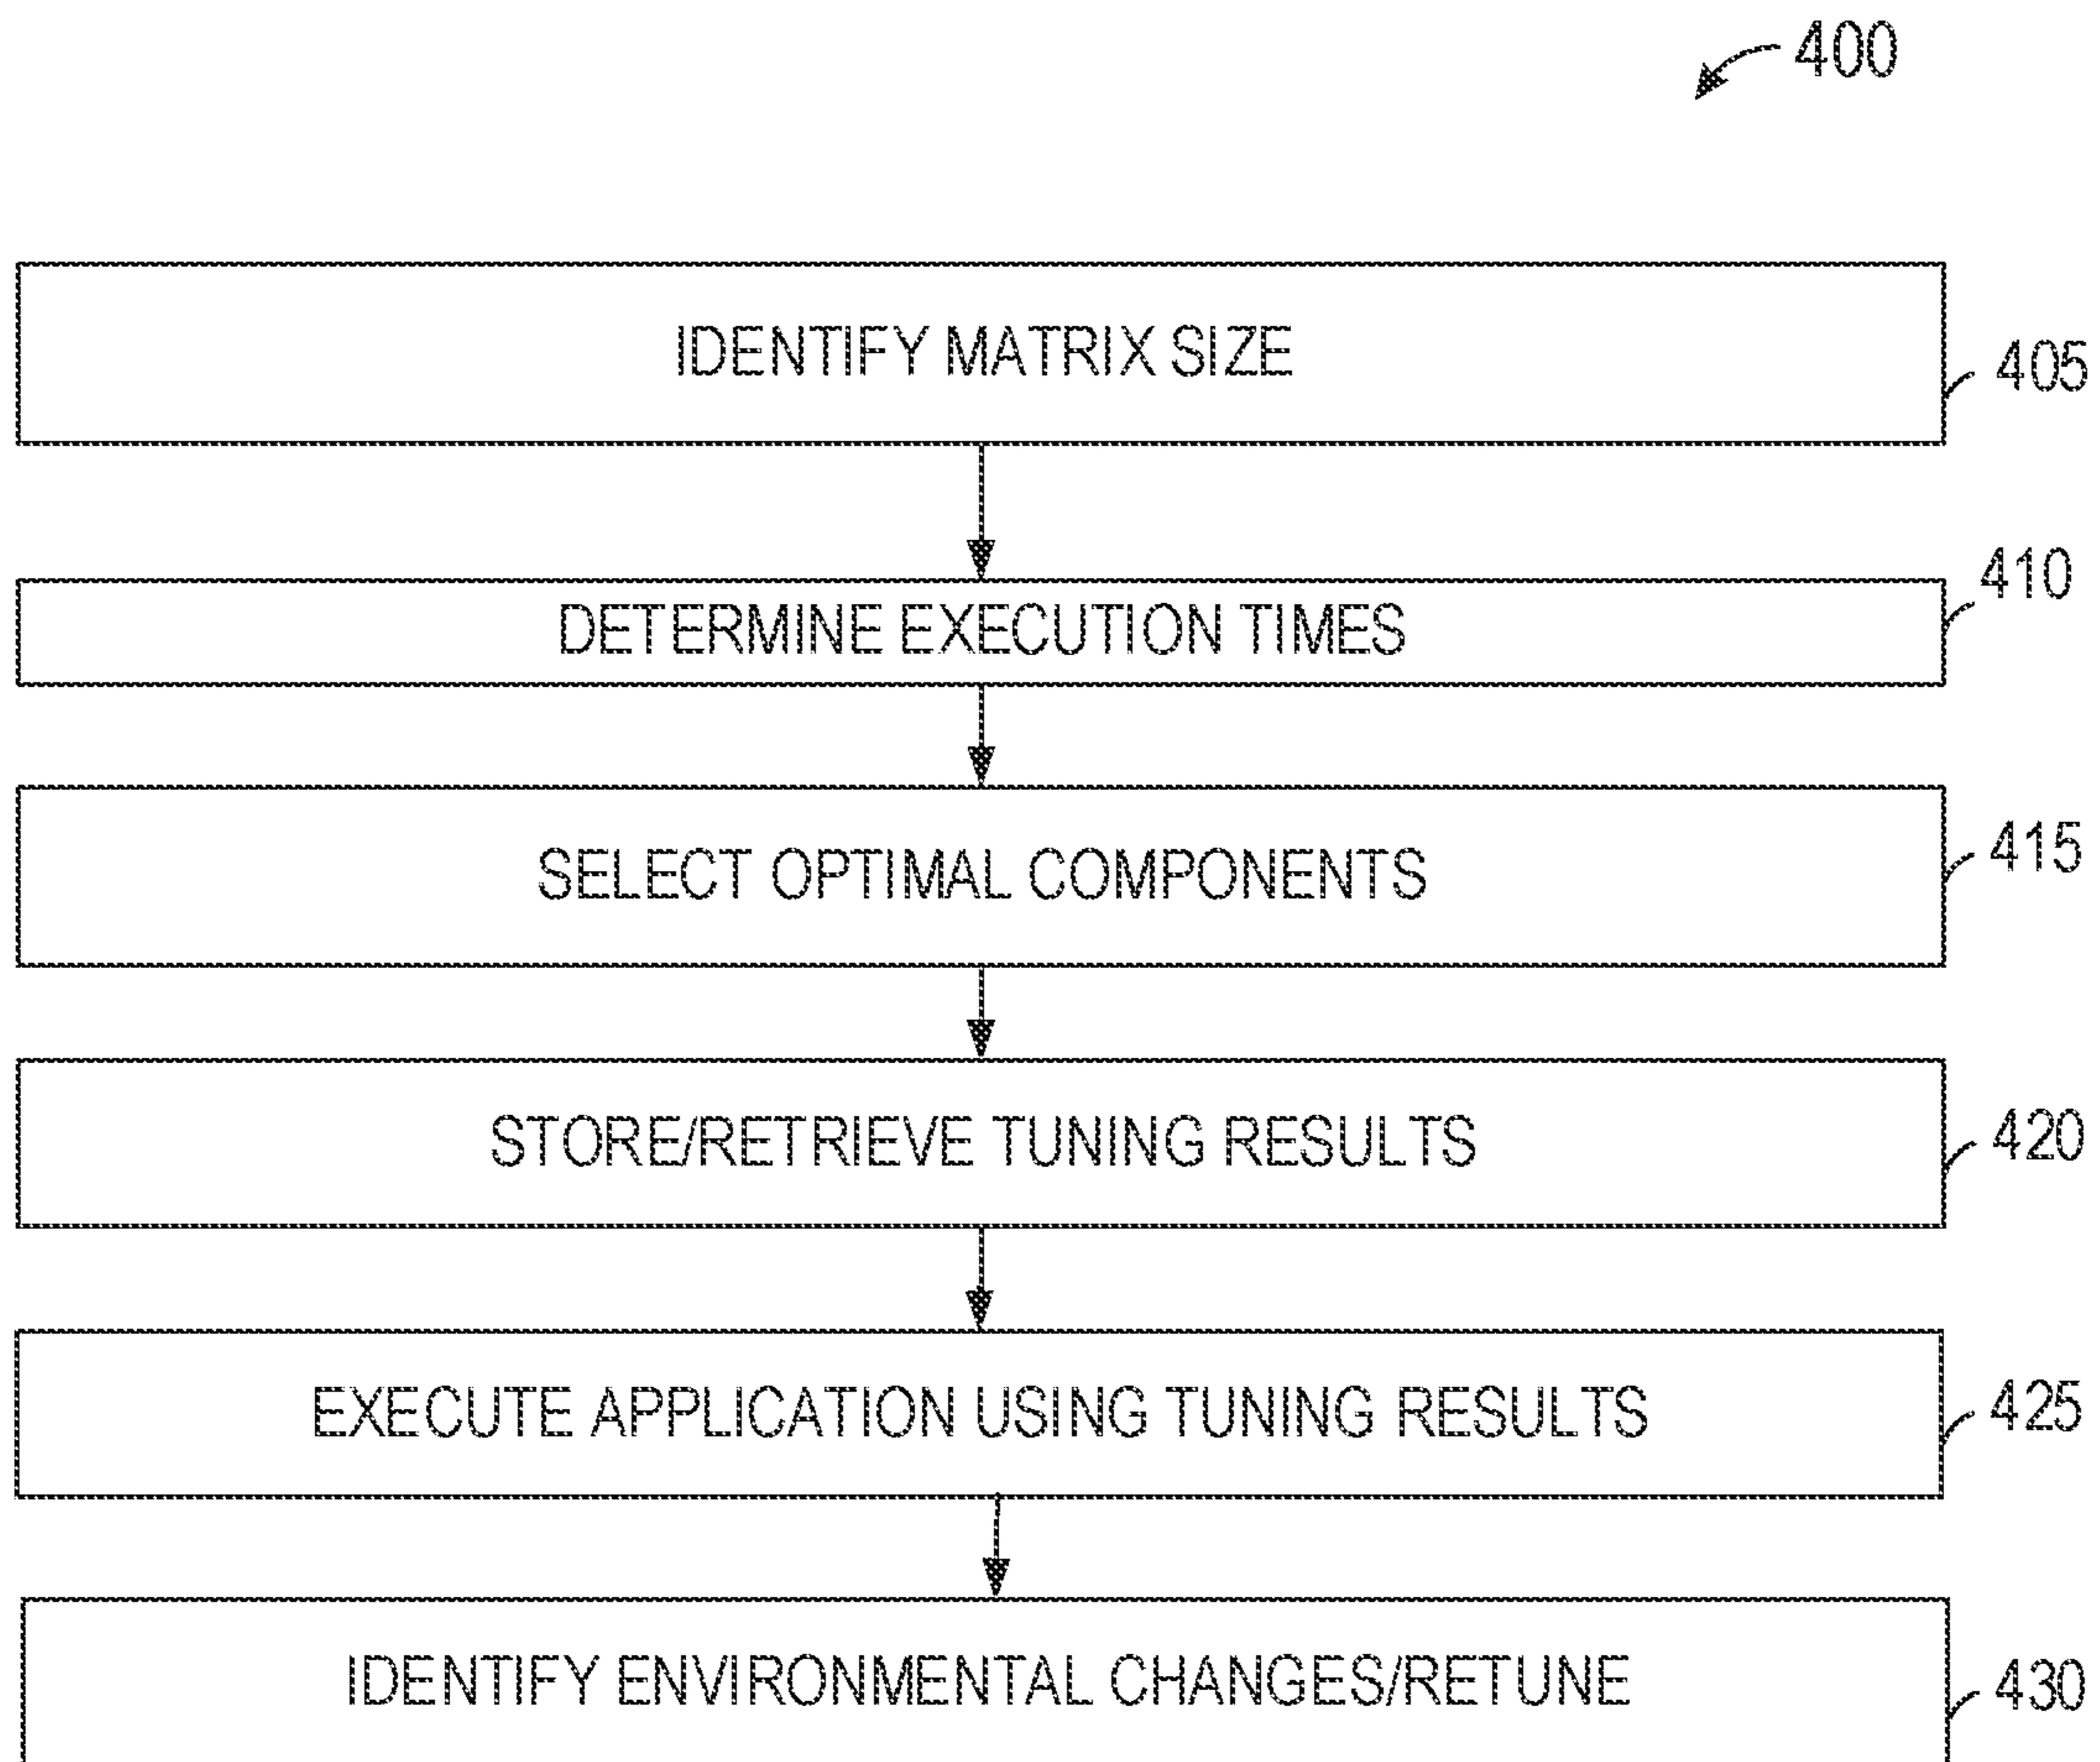 400
IDENTIFY MATRIX SIZE
405
410
DETERMINE EXECUTION TIMES
415
SELECT OPTIMAL COMPONENTS
STORE/RETRIEVE TUNING RESULTS
420
EXECUTE APPLICATION USING TUNING RESULTS
425
IDENTIFY ENVIRONMENTAL CHANGES/RETUNE
430